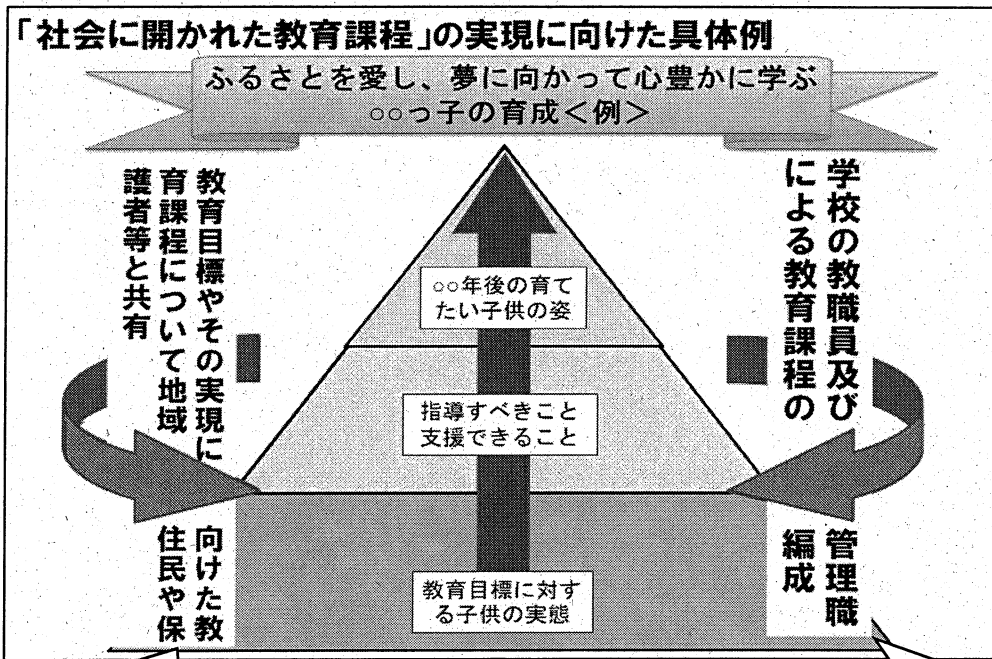 「社会に開かれた教育課程」の実現に向けた具体例
ふるさとを愛し、夢に向かって心豊かに学ぶ
○○っ子の育成＜例＞
学校の教職員及び管理職
による教育課程の編成
教育目標やその実現に向けた教
育課程について地域住民や保
護者等と共有
○○年後の育て
たい子供の姿
指導すべきこと
支援できること
教育目標に対す
る子供の実態